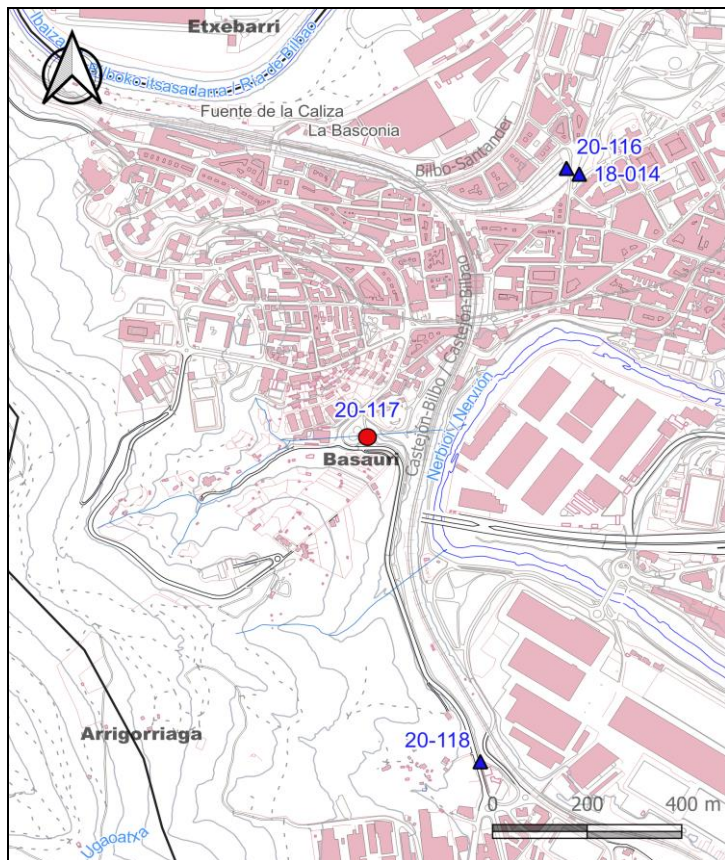 Etxebarri
Ibaiza
Bilboko itsasadarra / Ría de Bilbao
Fuente de la Caliza
La Basconia
Bilbo-Santander
20-116
18-014
Castejón-Bilbo / Castejón-Bilbao
Nerbioi / Nervión
20-117
Basauri
Arrigorriaga
20-118
Ugaoatxa
0 200 400 m